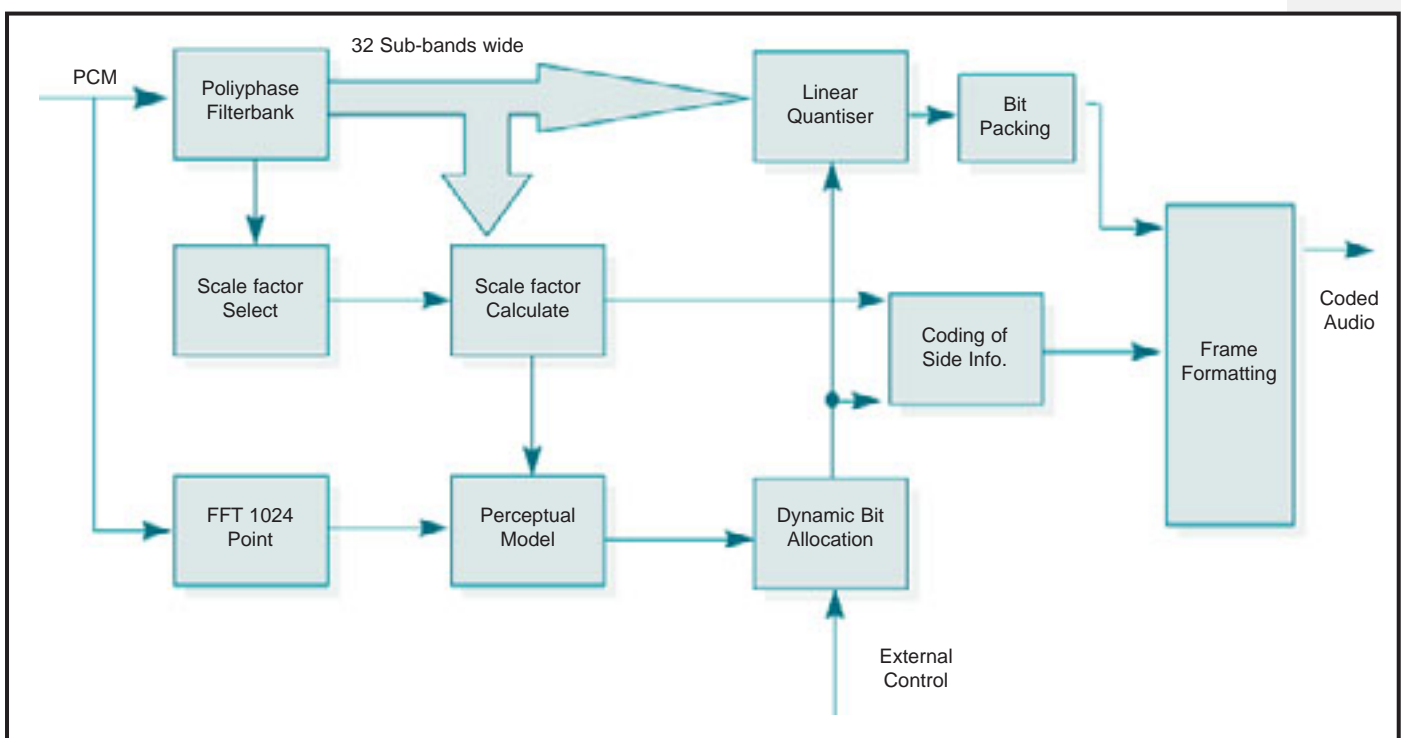 32 Sub-bands wide
PCM
Poliyphase
Filterbank
Linear
Quantiser
Bit
Packing
Scale factor
Select
Scale factor
Calculate
Coding of
Side Info.
Frame
Formatting
Coded
Audio
FFT 1024
Point
Perceptual
Model
Dynamic Bit
Allocation
External
Control